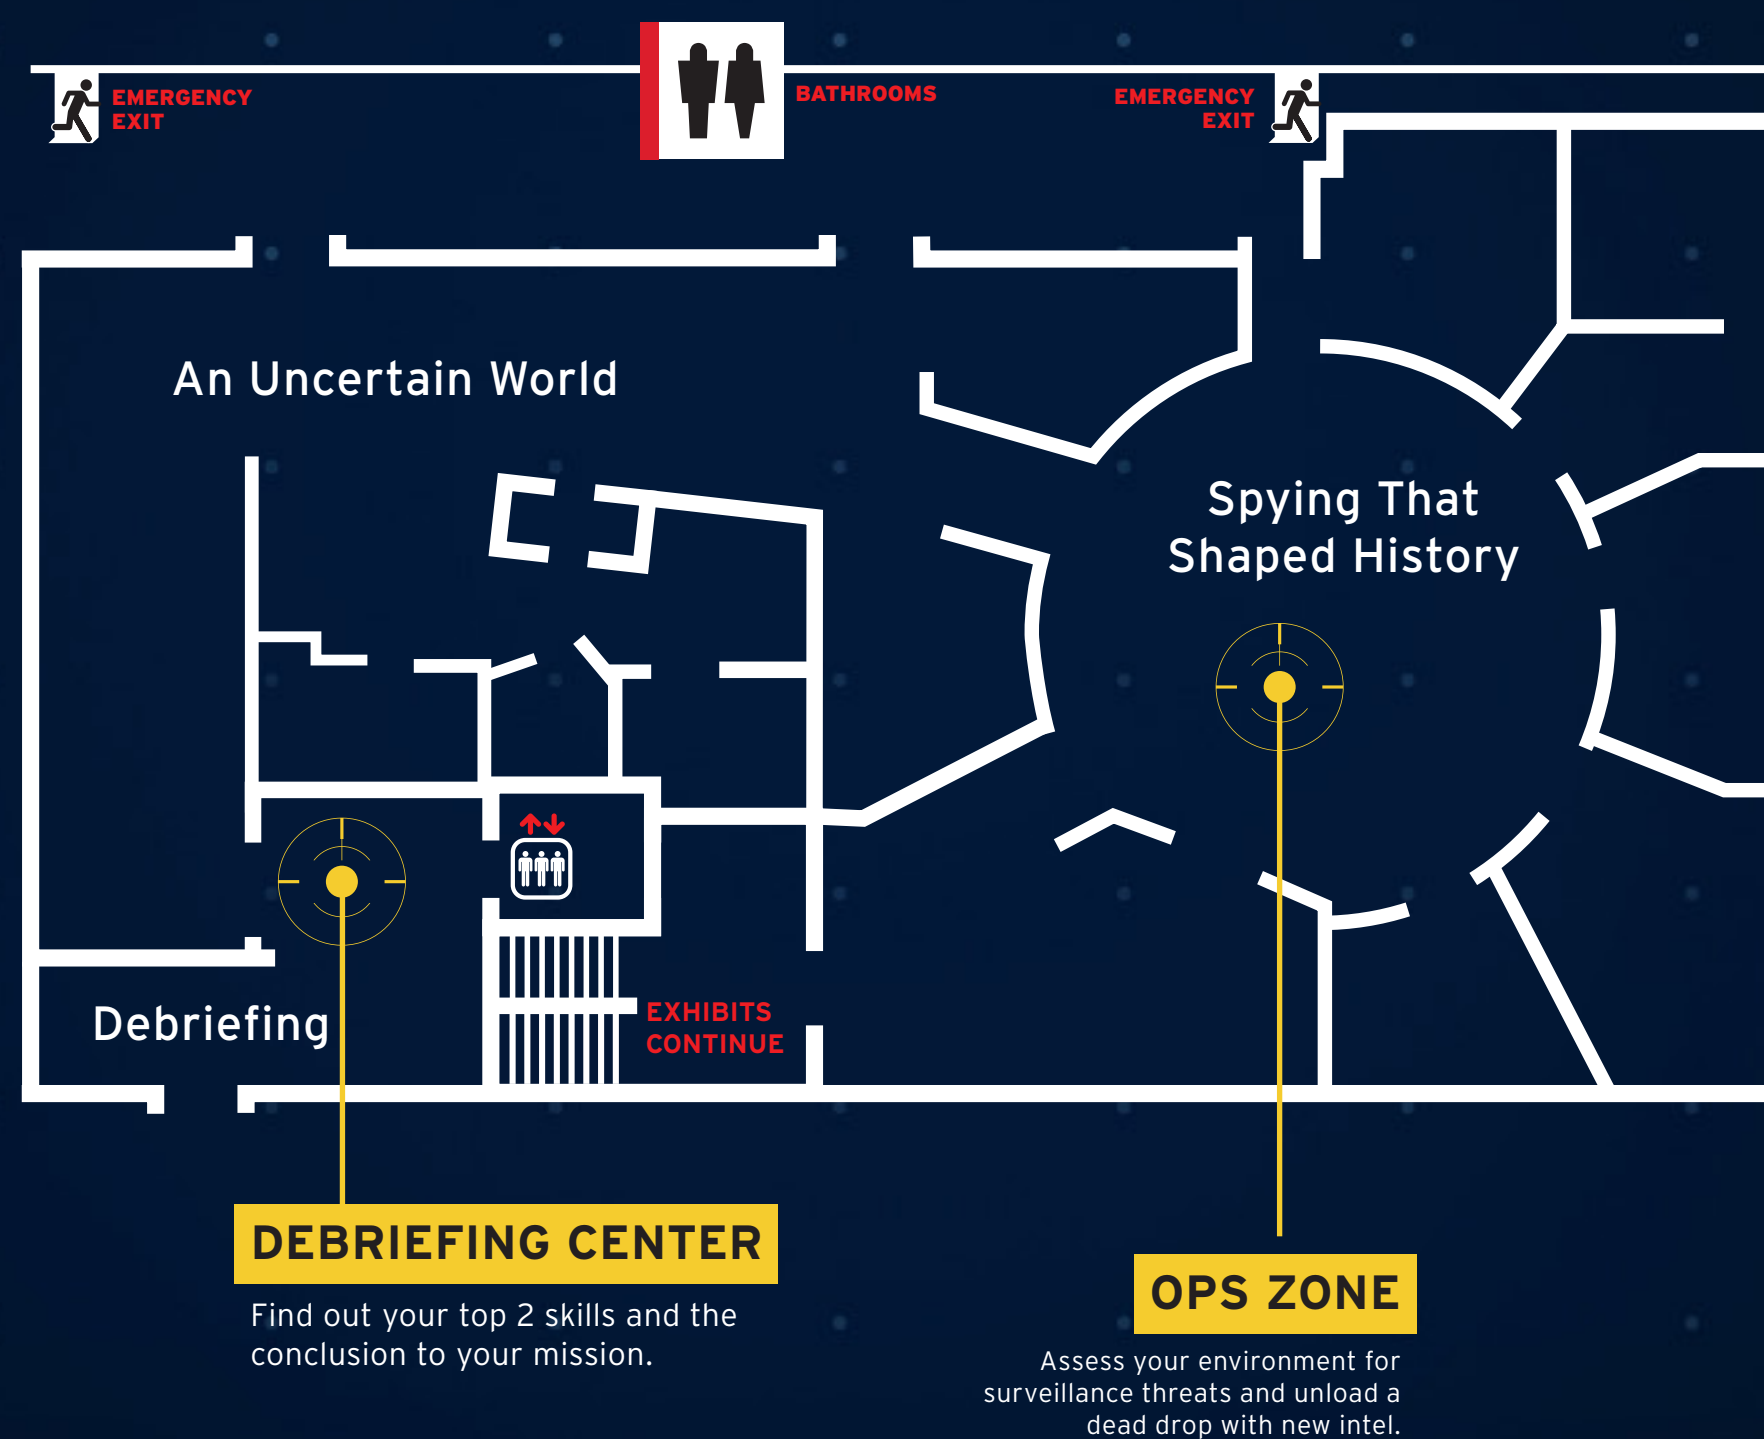 EMERGENCY
EXIT
BATHROOMS
EMERGENCY
EXIT
An Uncertain World
Spying That
Shaped History
EXHIBITS
CONTINUE
Debriefing
DEBRIEFING CENTER
Find out your top 2 skills and the
conclusion to your mission.
OPS ZONE
Assess your environment for
surveillance threats and unload a
dead drop with new intel.